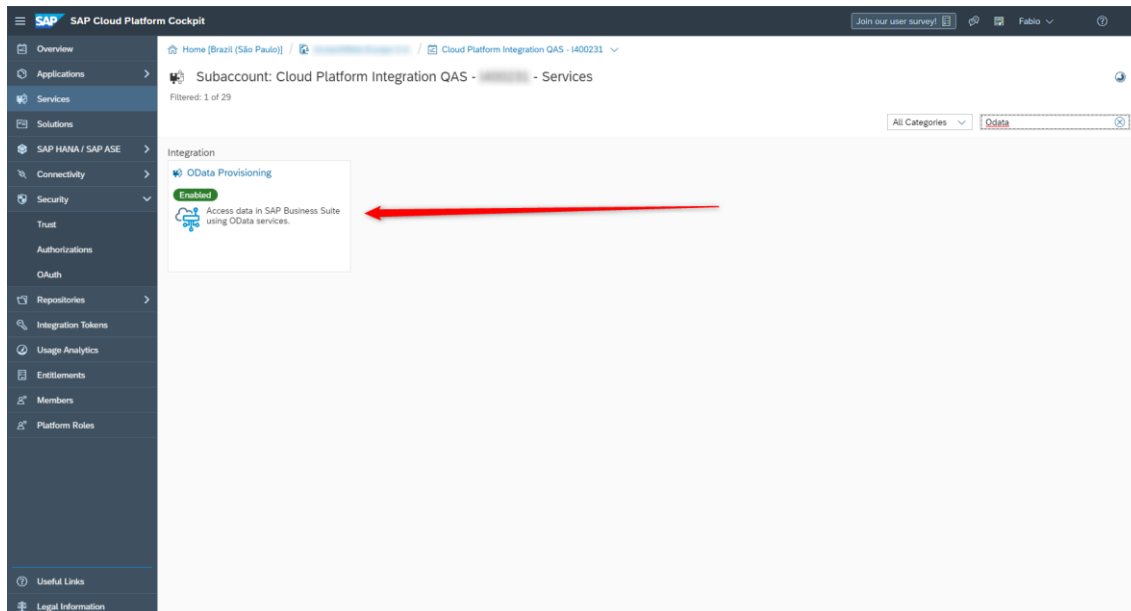 SAP SAP Cloud Platform Cockpit
Join our user survey!
Fabio
Overview
Applications
Services
Solutions
SAP HANA / SAP ASE
Connectivity
Security
Trust
Authorizations
OAuth
Repositories
Integration Tokens
Usage Analytics
Entitlements
Members
Platform Roles
Useful Links
Legal Information
Home [Brazil (São Paulo)] / / Cloud Platform Integration QAS - I400231
Subaccount: Cloud Platform Integration QAS - - Services
Filtered: 1 of 29
All Categories
Odata
Integration
OData Provisioning
Enabled
Access data in SAP Business Suite
using OData services.